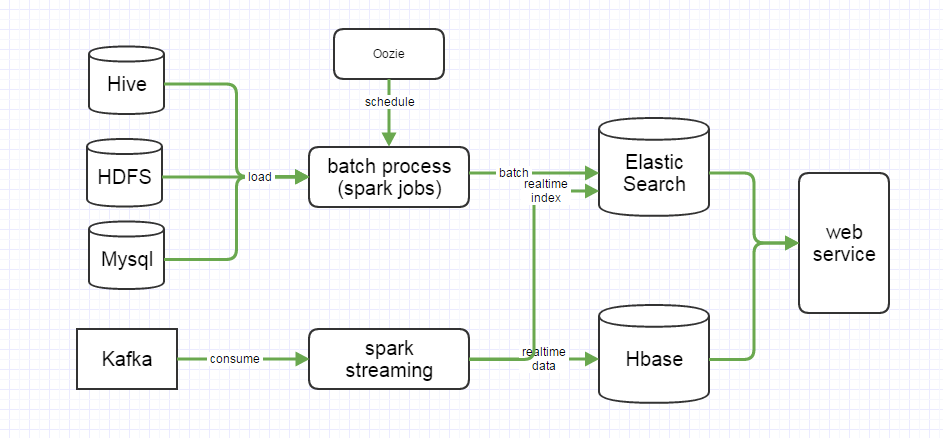 Oozie
Hive
schedule
HDFS
load
batch process
(spark jobs)
batch
realtime
index
Elastic
Search
Mysql
web
service
Kafka
consume
spark
streaming
realtime
data
Hbase